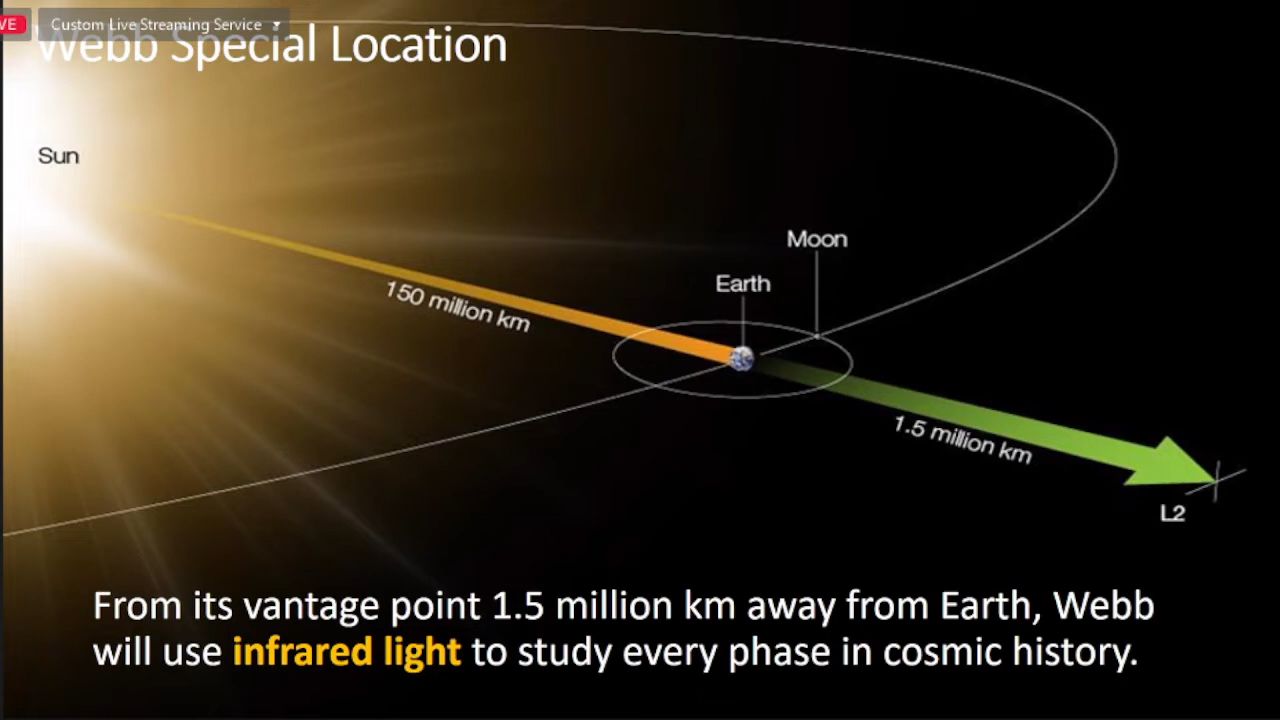 VE
Custom Live Streaming Service
Webb Special Location
Sun
Moon
Earth
150 million km
1.5 million km
L2
From its vantage point 1.5 million km away from Earth, Webb
will use infrared light to study every phase in cosmic history.